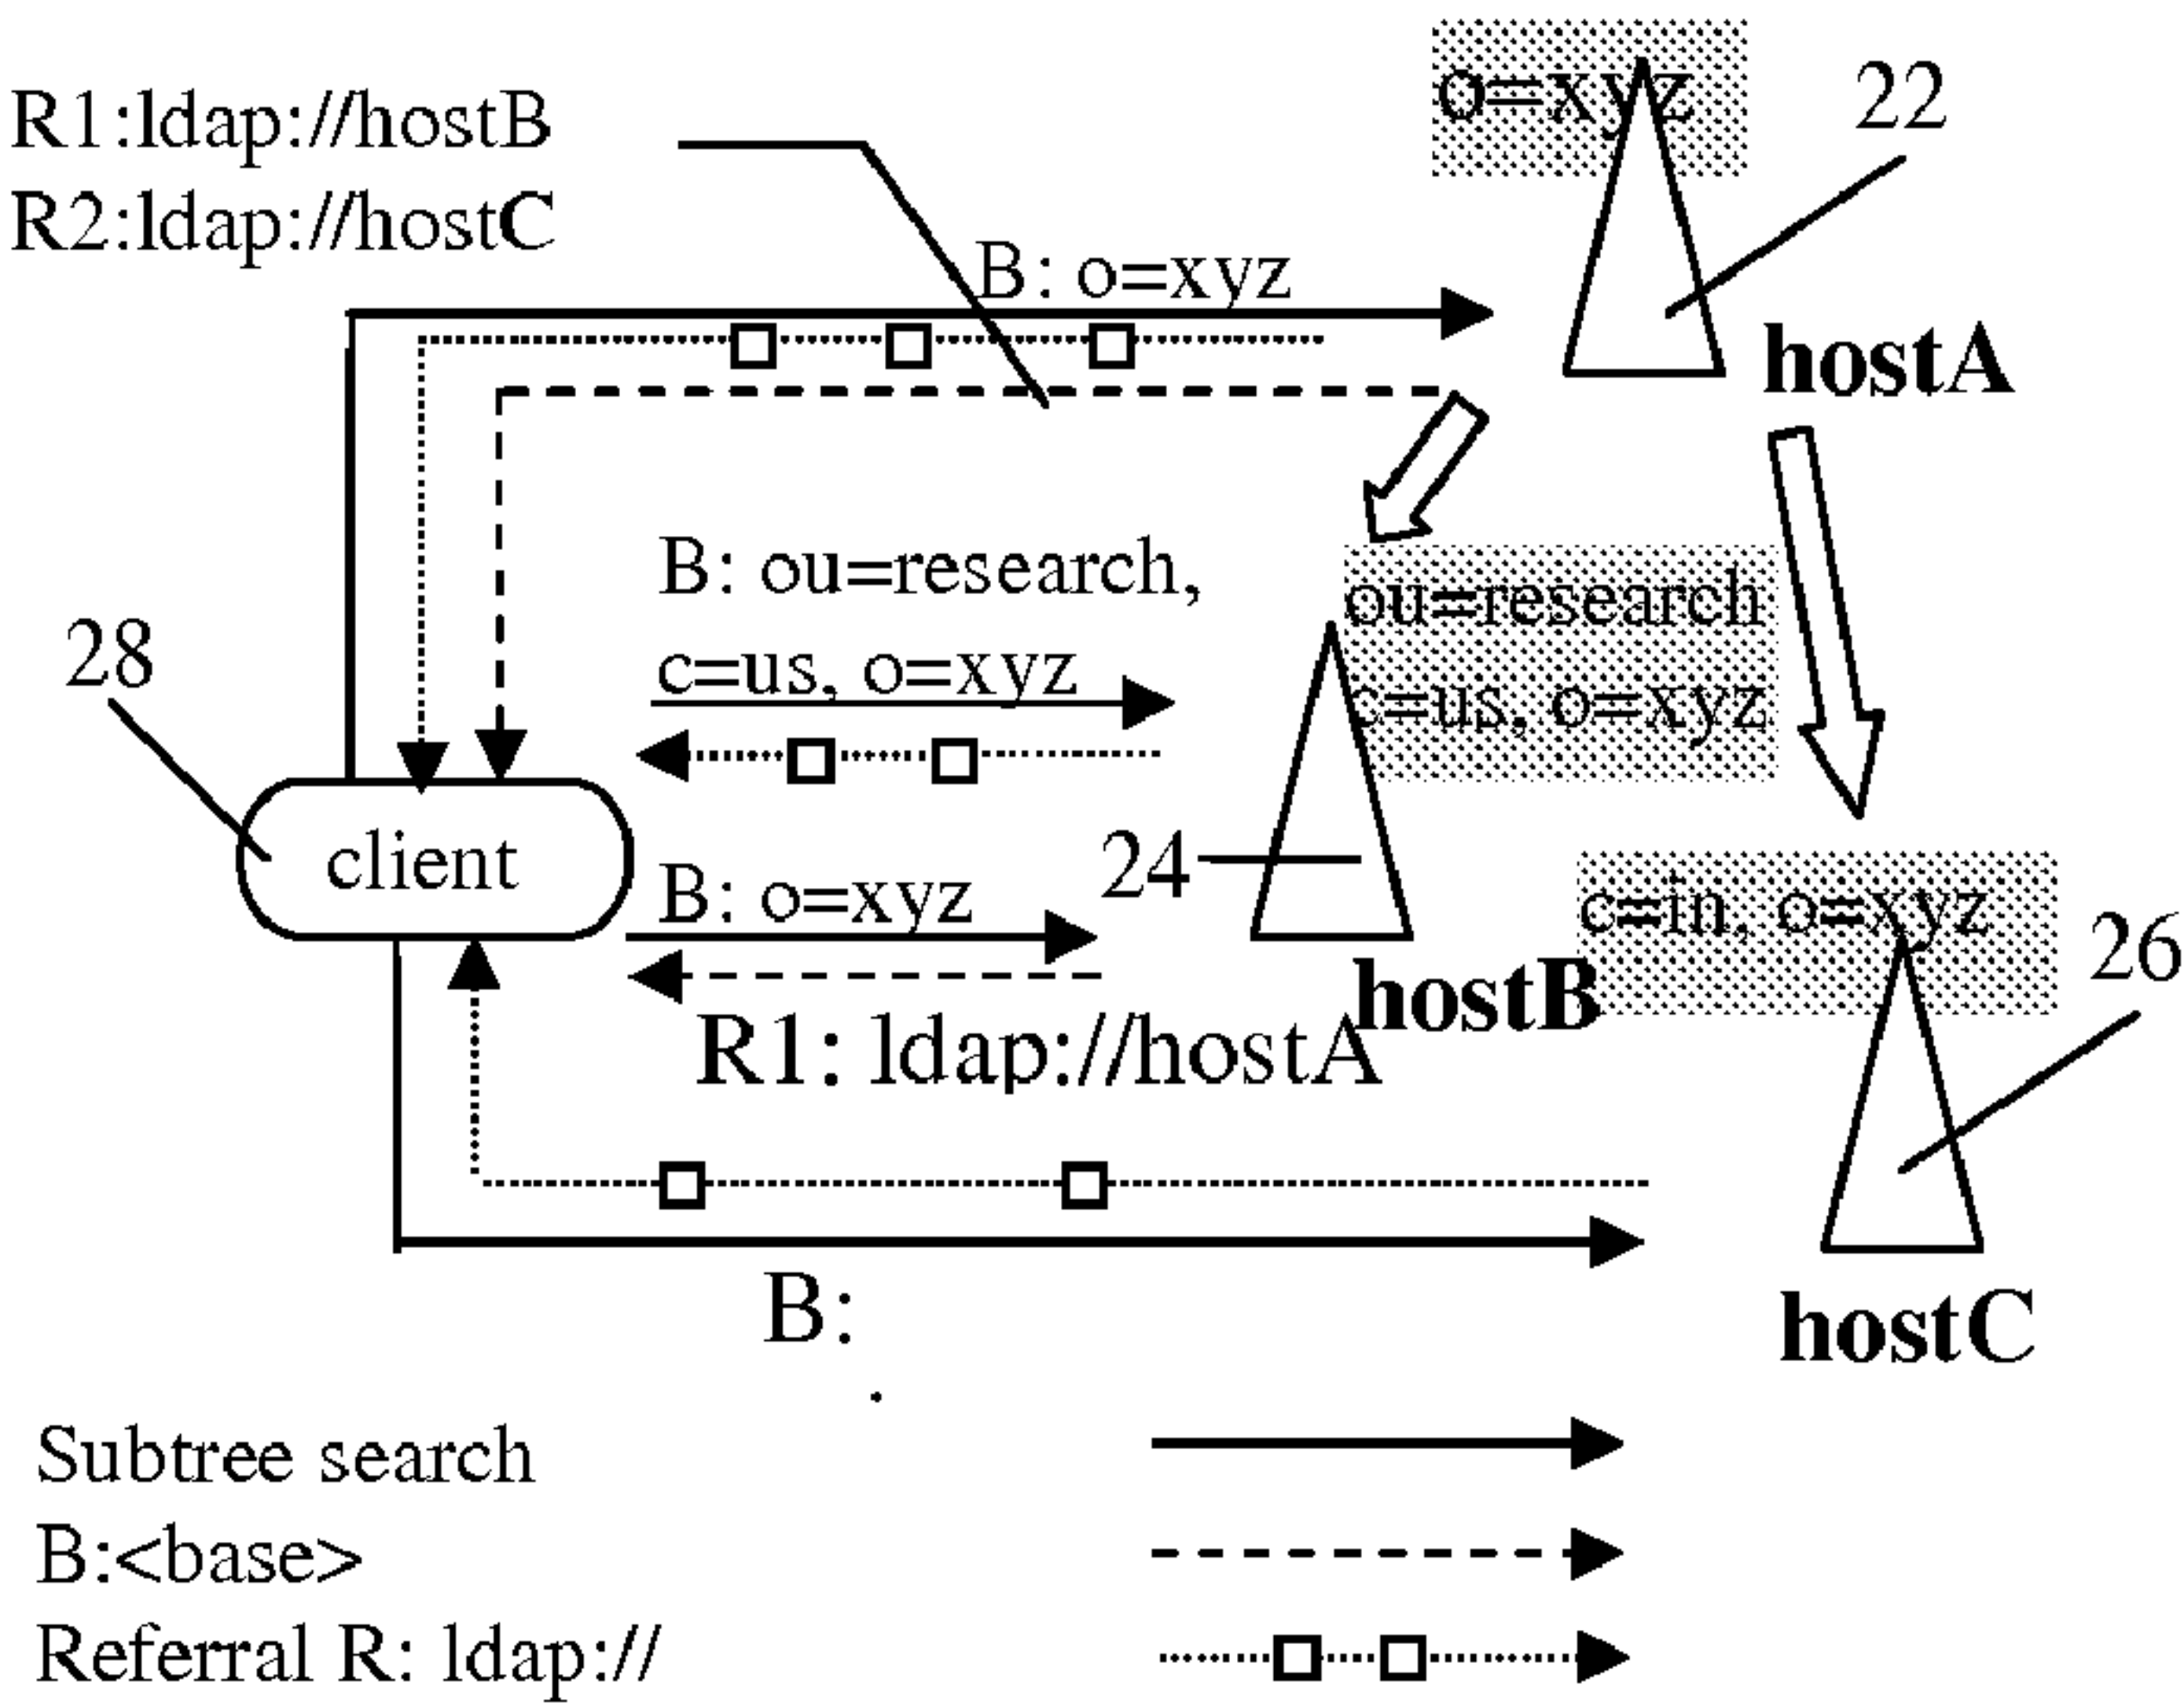 R1:ldap://hostB
R2:ldap://hostC
o=xyz
22
B: o=xyz
hostA
B: ou=research,
c=us, o=xyz
ou=research
c=us, o=xyz
28
client
24
B: o=xyz
c=in, o=xyz
26
hostB
R1: ldap://hostA
B:
.
hostC
Subtree search
B:<base>
Referral R: ldap://